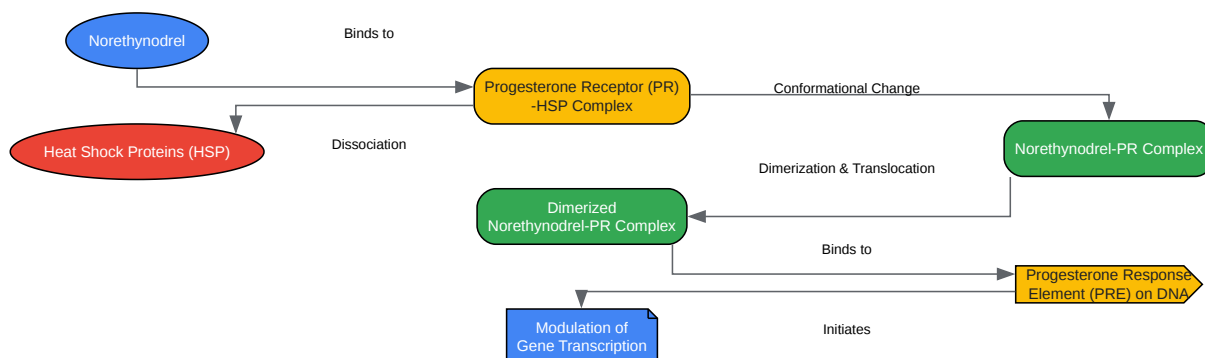 Norethynodrel
Binds to
Progesterone Receptor (PR)
-HSP Complex
Conformational Change
Heat Shock Proteins (HSP)
Dissociation
Norethynodrel-PR Complex
Dimerization & Translocation
Dimerized
Norethynodrel-PR Complex
Binds to
Progesterone Response
Element (PRE) on DNA
Modulation of
Gene Transcription
Initiates